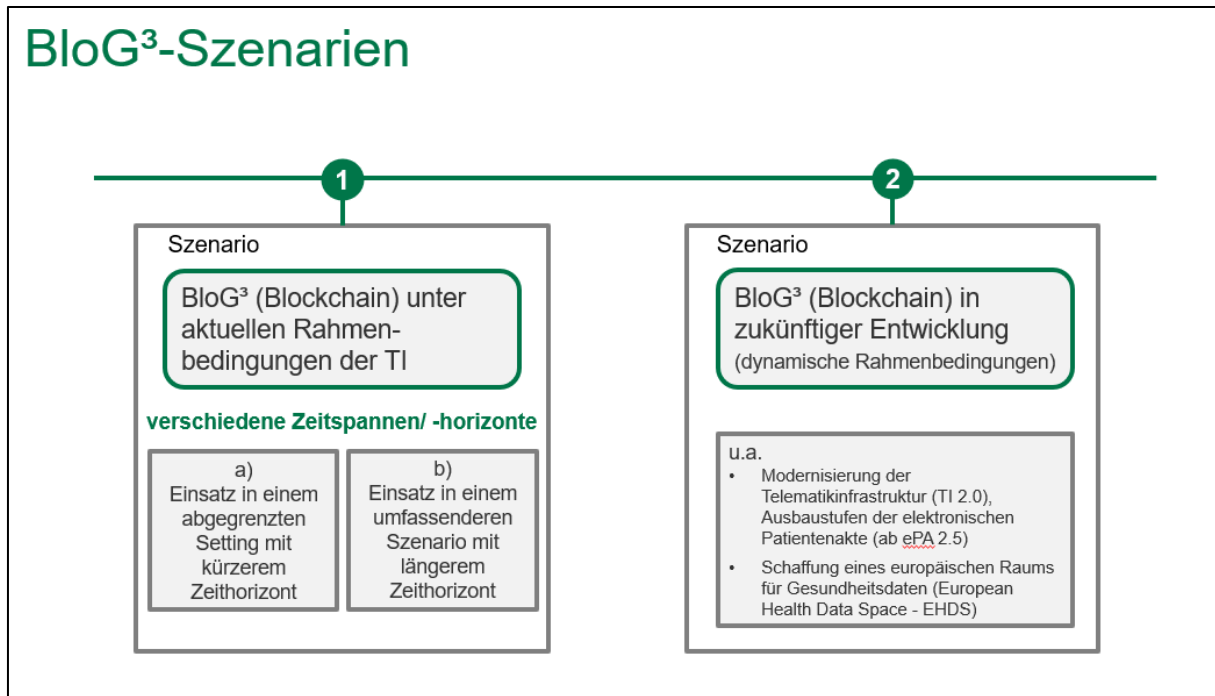 BloG³-Szenarien
1
2
Szenario
BloG³ (Blockchain) unter
aktuellen Rahmen-
bedingungen der TI
verschiedene Zeitspannen/ -horizonte
a)
Einsatz in einem
abgegrenzten
Setting mit
kürzerem
Zeithorizont
b)
Einsatz in einem
umfassenderen
Szenario mit
längerem
Zeithorizont
Szenario
BloG³ (Blockchain) in
zukünftiger Entwicklung
(dynamische Rahmenbedingungen)
u.a.
• Modernisierung der
Telematikinfrastruktur (TI 2.0),
Ausbaustufen der elektronischen
Patientenakte (ab ePA 2.5)
• Schaffung eines europäischen Raums
für Gesundheitsdaten (European
Health Data Space - EHDS)